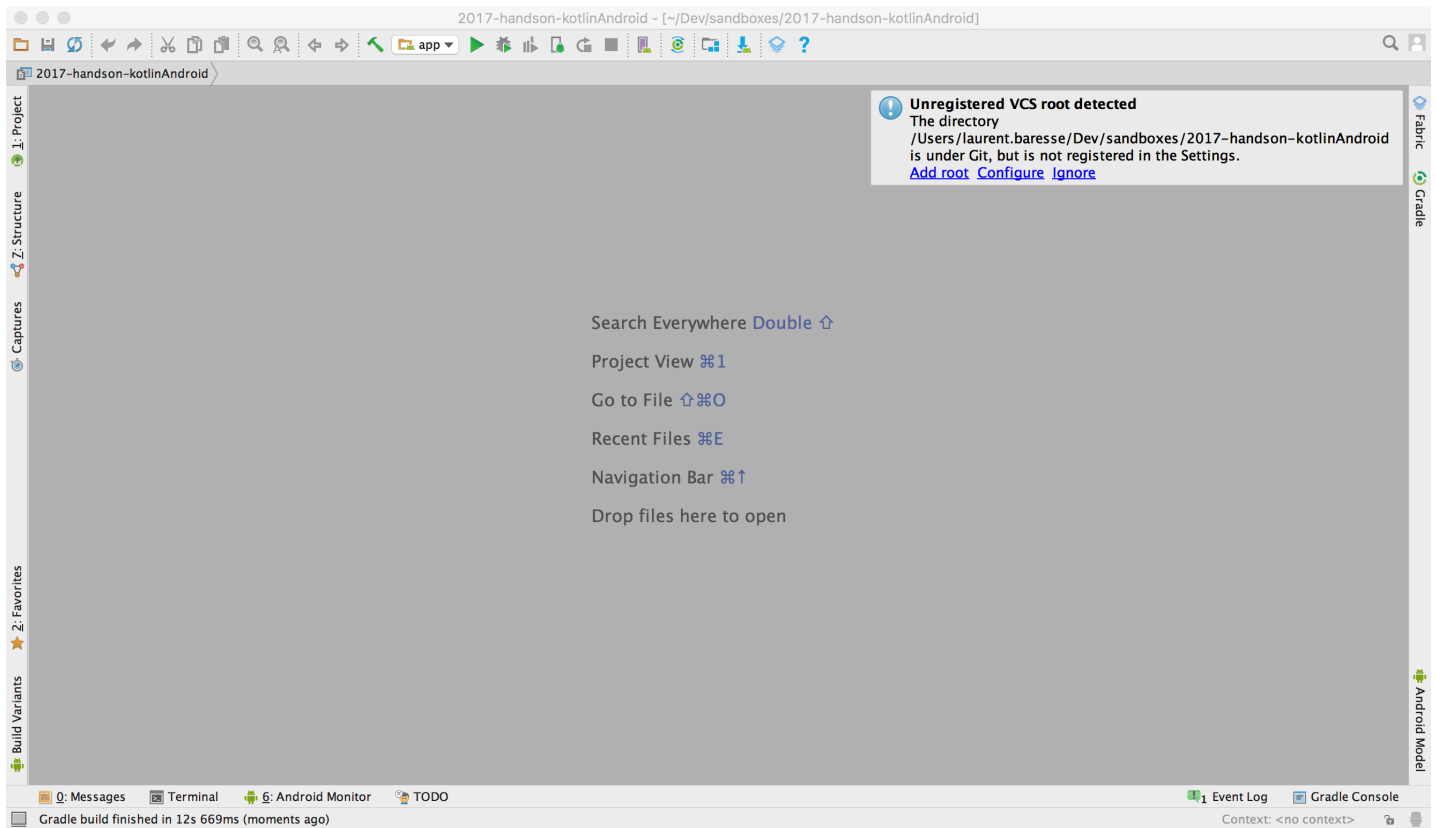 2017-handson-kotlinAndroid - [~/Dev/sandboxes/2017-handson-kotlinAndroid]
app
2017-handson-kotlinAndroid
1: Project
Z: Structure
Captures
2: Favorites
Build Variants
Unregistered VCS root detected
The directory
/Users/laurent.baresse/Dev/sandboxes/2017-handson-kotlinAndroid
is under Git, but is not registered in the Settings.
Add root Configure Ignore
Fabric
Gradle
Android Model
Search Everywhere Double ⇧
Project View ⌘1
Go to File ⇧⌘O
Recent Files ⌘E
Navigation Bar ⌘↑
Drop files here to open
0: Messages Terminal 6: Android Monitor TODO 1 Event Log Gradle Console
Gradle build finished in 12s 669ms (moments ago) Context: <no context>